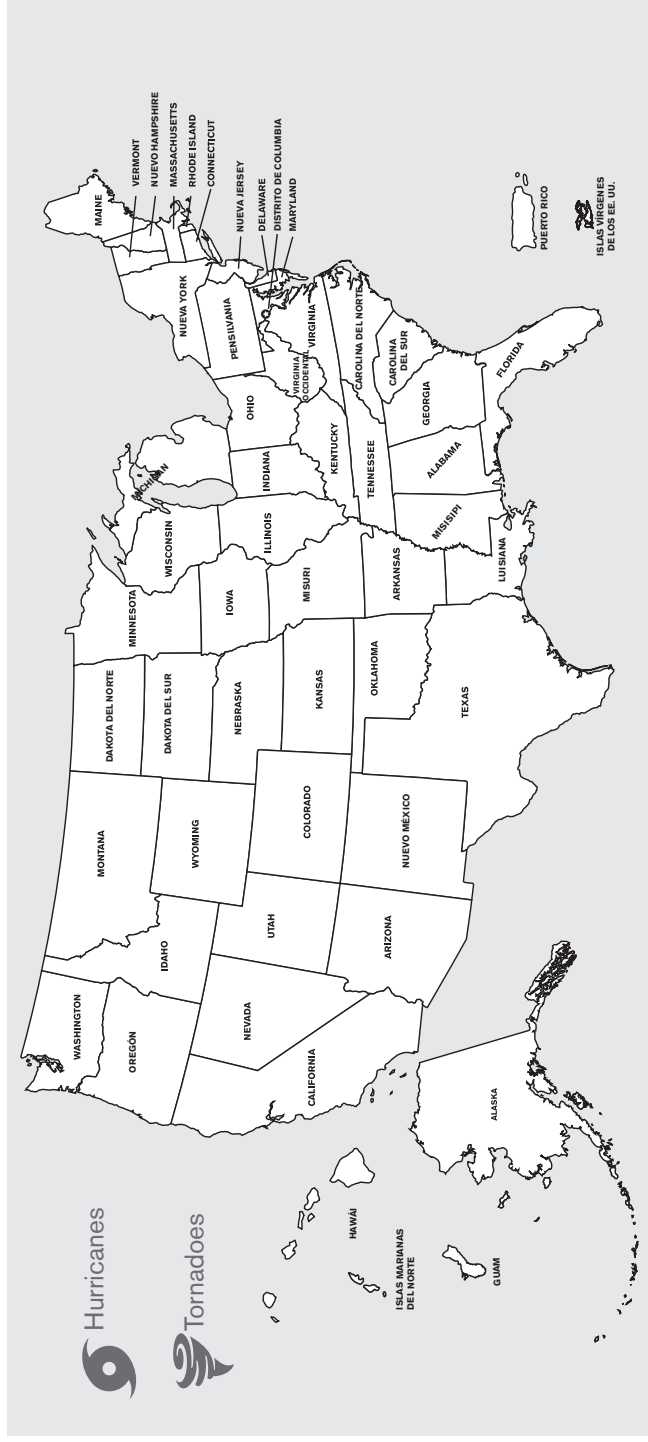 Hurricanes
Tornadoes
WASHINGTON
OREGÓN
CALIFORNIA
NEVADA
IDAHO
MONTANA
WYOMING
UTAH
ARIZONA
COLORADO
NUEVO MÉXICO
DAKOTA DEL NORTE
DAKOTA DEL SUR
NEBRASKA
KANSAS
OKLAHOMA
TEXAS
MINNESOTA
IOWA
MISURI
ARKANSAS
LUISIANA
WISCONSIN
ILLINOIS
MICHIGAN
INDIANA
OHIO
KENTUCKY
TENNESSEE
MISISIPI
ALABAMA
GEORGIA
FLORIDA
CAROLINA
DEL SUR
CAROLINA DEL NORTE
VIRGINIA
VIRGINIA
OCCIDENTAL
PENSILVANIA
NUEVA YORK
MAINE
VERMONT
NUEVO HAMPSHIRE
MASSACHUSETTS
RHODE ISLAND
CONNECTICUT
NUEVA JERSEY
DELAWARE
DISTRITO DE COLUMBIA
MARYLAND
HAWÁI
ISLAS MARIANAS
DEL NORTE
GUAM
ALASKA
PUERTO RICO
ISLAS VÍRGENES
DE LOS EE. UU.